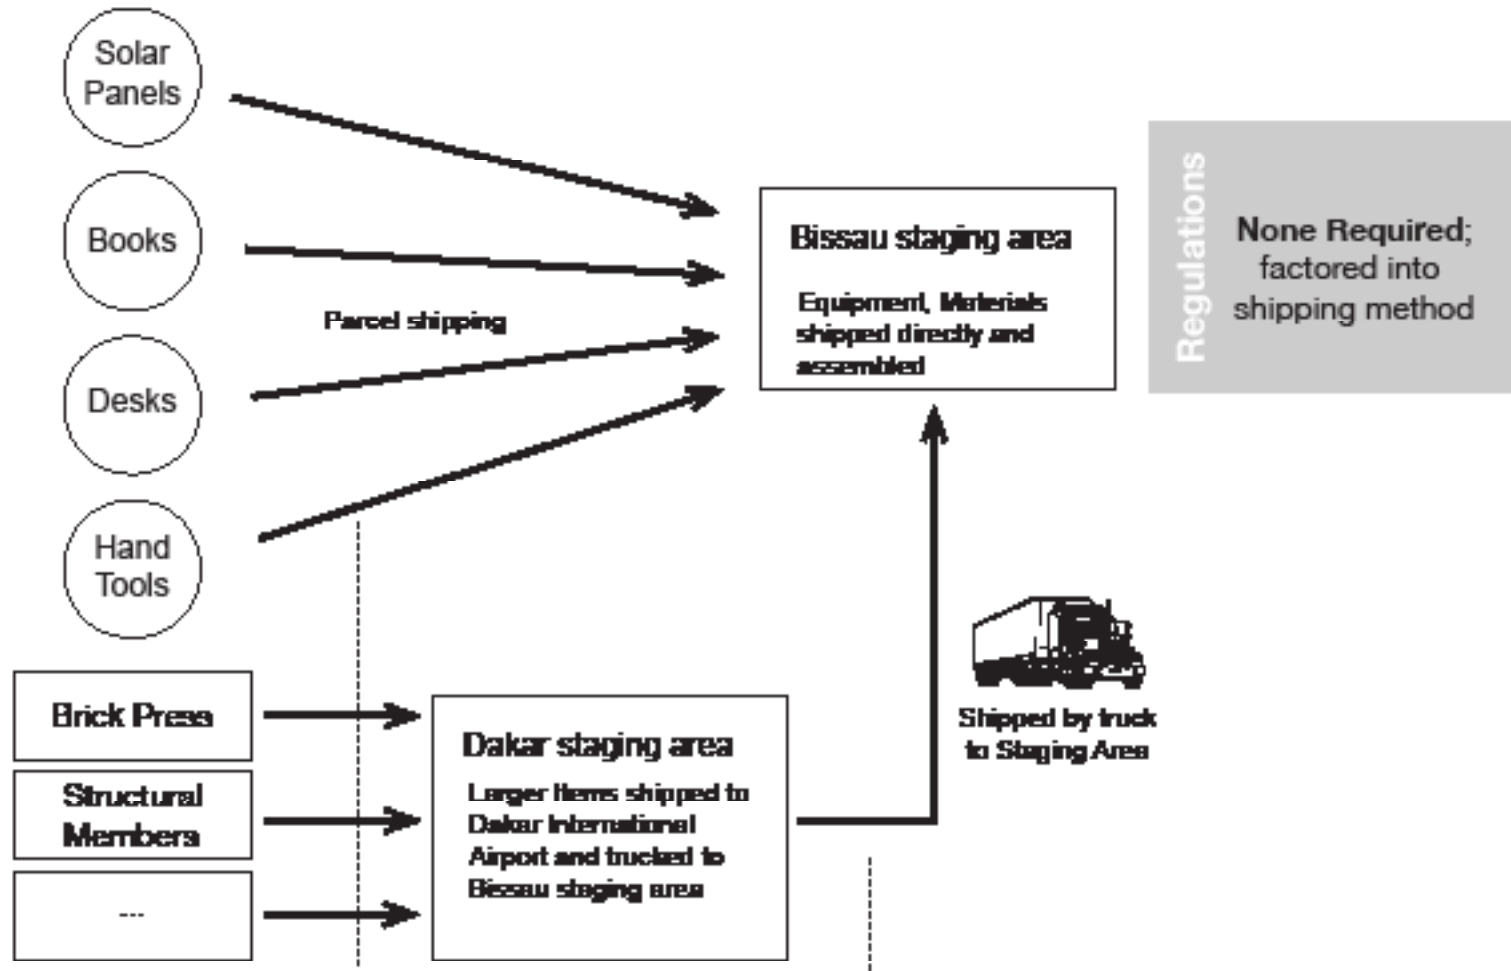 Solar
Panels
Books
Parcel shipping
Desks
Hand
Tools
Bissau staging area
Equipment, Materials
shipped directly and
assembled
Regulations
None Required;
factored into
shipping method
Shipped by truck
to Staging Area
Brick Press
Structural
Members
---
Dakar staging area
Larger Items shipped to
Dakar International
Airport and trucked to
Bissau staging area